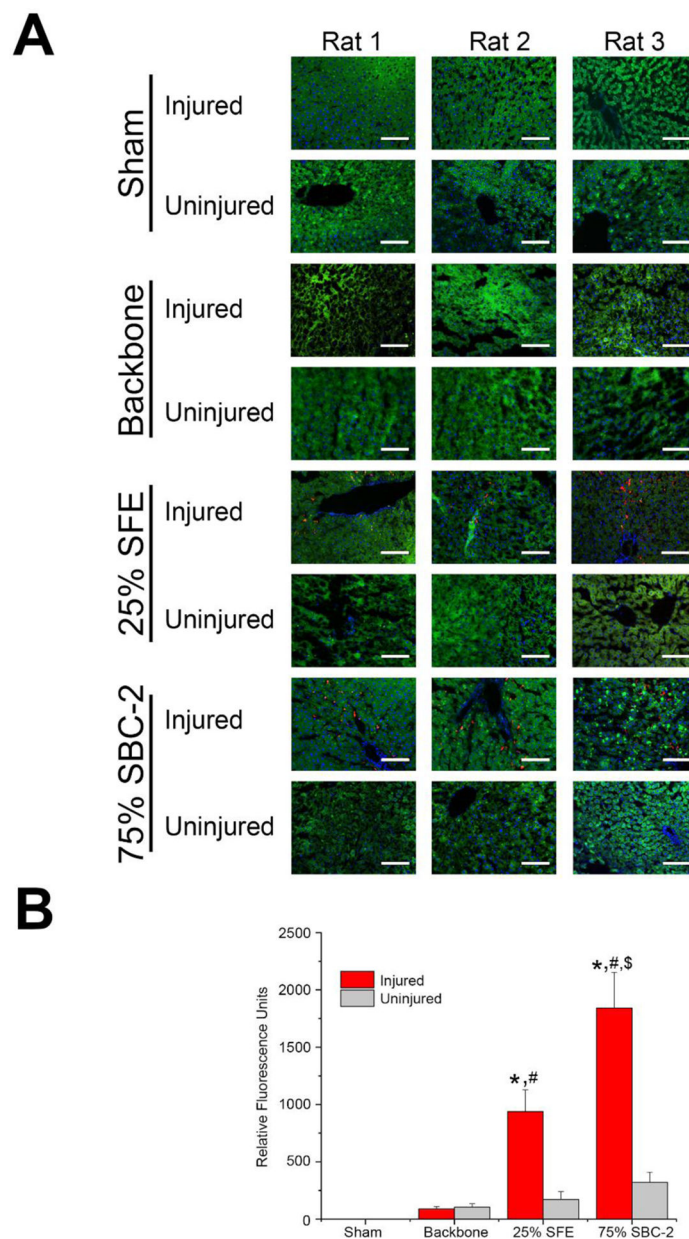 A
Rat 1 Rat 2 Rat 3
Sham
Injured
Uninjured
Backbone
Injured
Uninjured
25% SFE
Injured
Uninjured
75% SBC-2
Injured
Uninjured
B
2500
2000
1750
1000
500
0
Relative Fluorescence Units
Injured
Uninjured
*,#
*,#,$
Sham Backbone 25% SFE 75% SBC-2